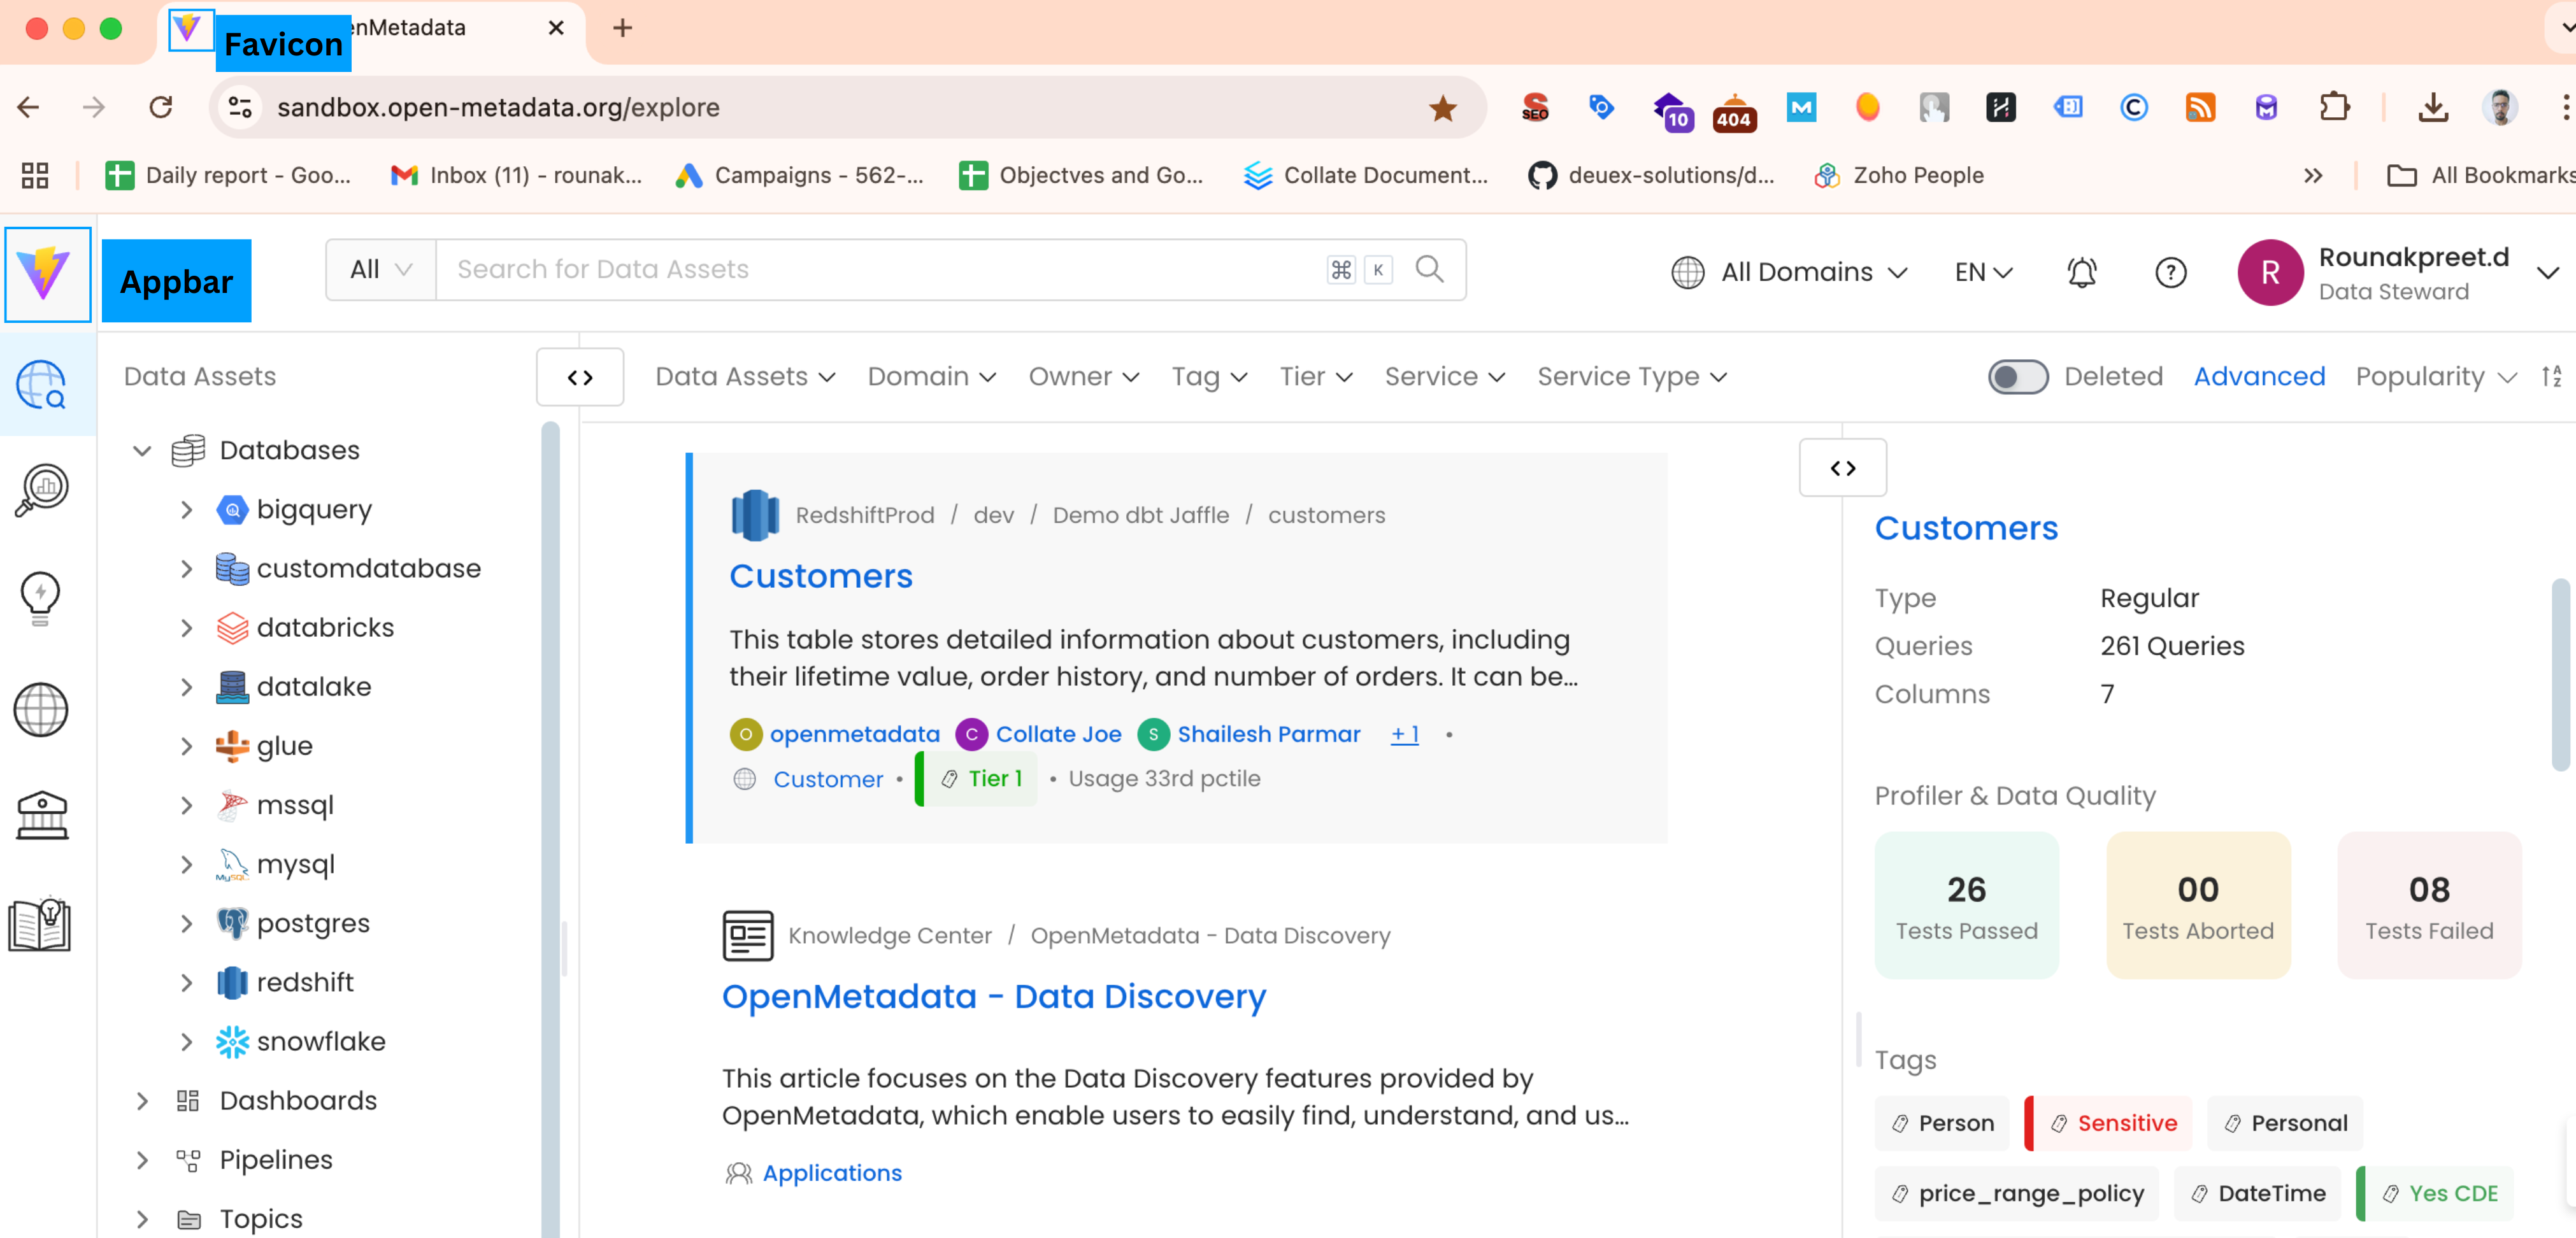 enMetadata
Favicon
sandbox.open-metadata.org/explore
SEO
10
404
M
Daily report - Goo...
Inbox (11) - rounak...
Campaigns - 562-...
Objectves and Go...
Collate Document...
deuex-solutions/d...
Zoho People
All Bookmarks
Appbar
All
Search for Data Assets
⌘ K
All Domains
EN
R
Rounakpreet.d
Data Steward
Data Assets
Data Assets
Domain
Owner
Tag
Tier
Service
Service Type
Deleted
Advanced
Popularity
Databases
bigquery
customdatabase
databricks
datalake
glue
mssql
mysql
postgres
redshift
snowflake
Dashboards
Pipelines
Topics
RedshiftProd / dev / Demo dbt Jaffle / customers
Customers
This table stores detailed information about customers, including
their lifetime value, order history, and number of orders. It can be...
O openmetadata C Collate Joe S Shailesh Parmar + 1 •
Customer • Tier 1 • Usage 33rd pctile
Knowledge Center / OpenMetadata - Data Discovery
OpenMetadata - Data Discovery
This article focuses on the Data Discovery features provided by
OpenMetadata, which enable users to easily find, understand, and us...
Applications
Customers
Type Regular
Queries 261 Queries
Columns 7
Profiler & Data Quality
26
Tests Passed
00
Tests Aborted
08
Tests Failed
Tags
Person
Sensitive
Personal
price_range_policy
DateTime
Yes CDE